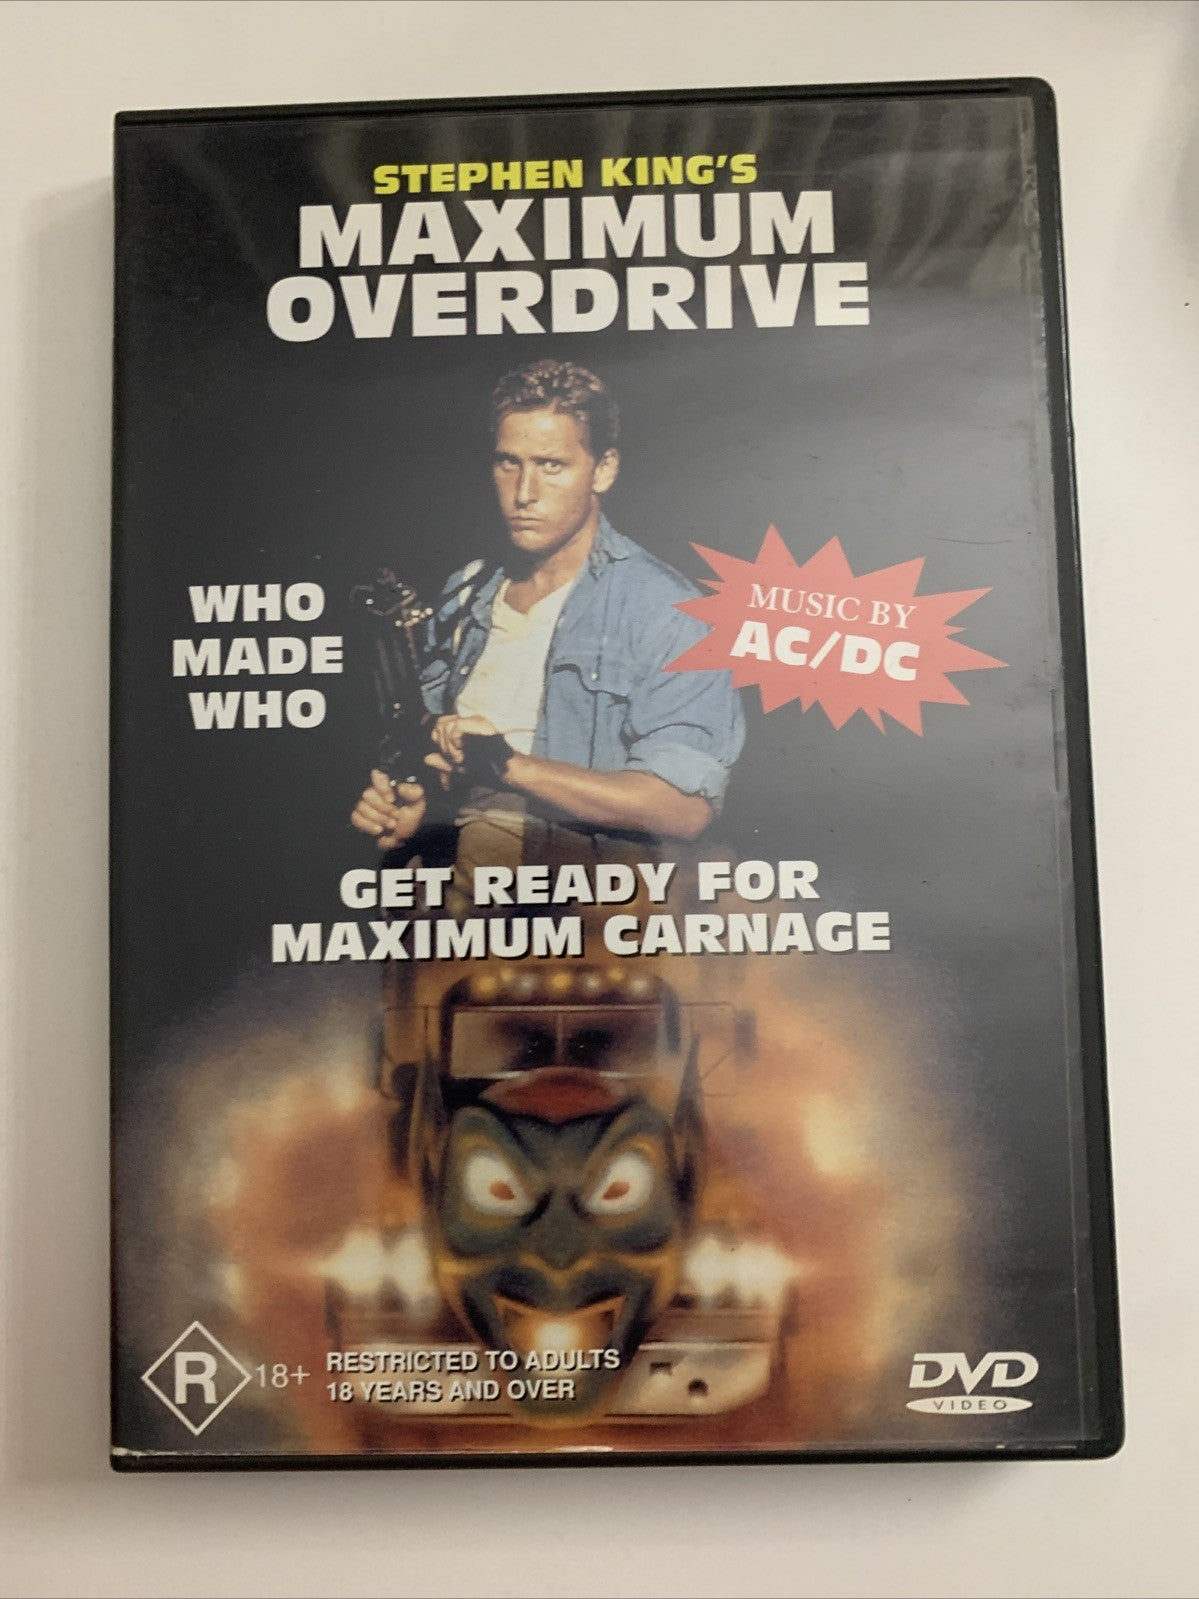 STEPHEN KING'S
MAXIMUM
OVERDRIVE
WHO
MADE
WHO
MUSIC BY
AC/DC
GET READY FOR
MAXIMUM CARNAGE
R 18+
RESTRICTED TO ADULTS
18 YEARS AND OVER
DVD
VIDEO